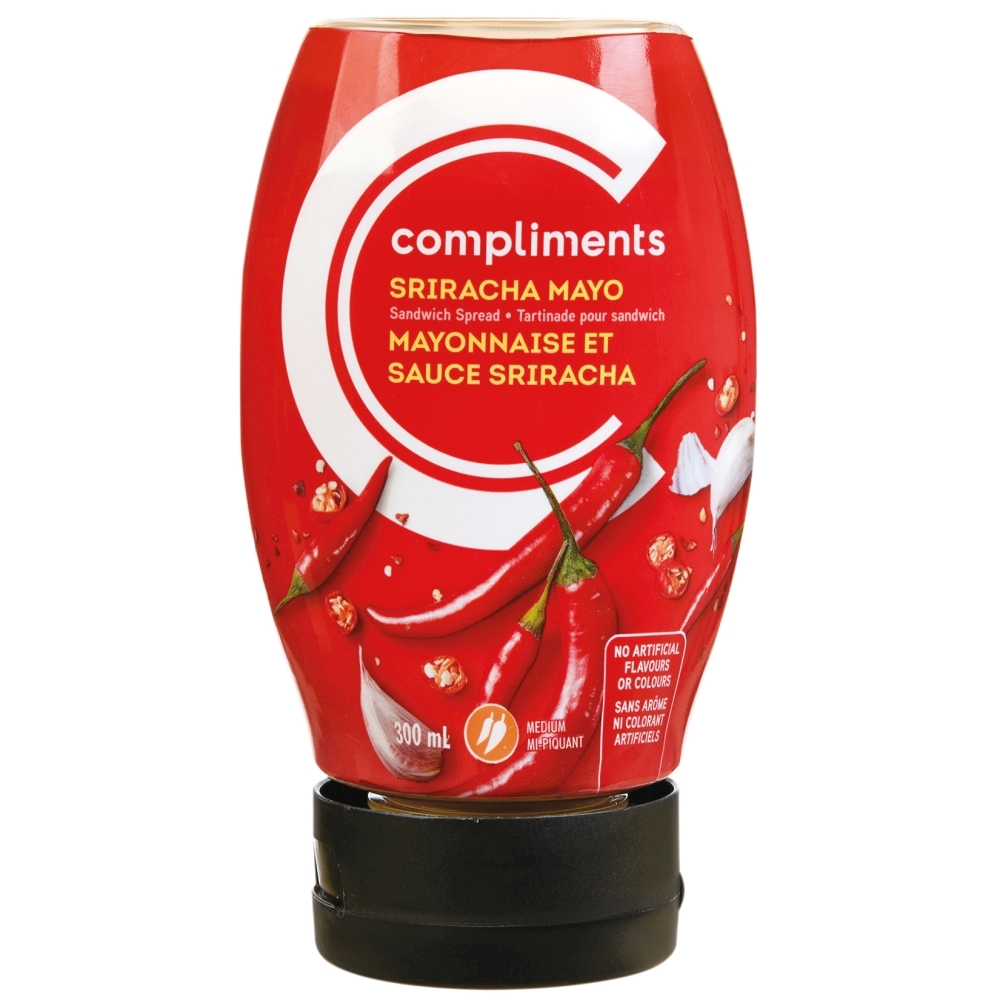 compliments
SRIRACHA MAYO
Sandwich Spread • Tartinade pour sandwich
MAYONNAISE ET
SAUCE SRIRACHA
NO ARTIFICIAL
FLAVOURS
OR COLOURS
SANS ARÔME
NI COLORANT
ARTIFICIELS
300 mL
MEDIUM
MI-PIQUANT